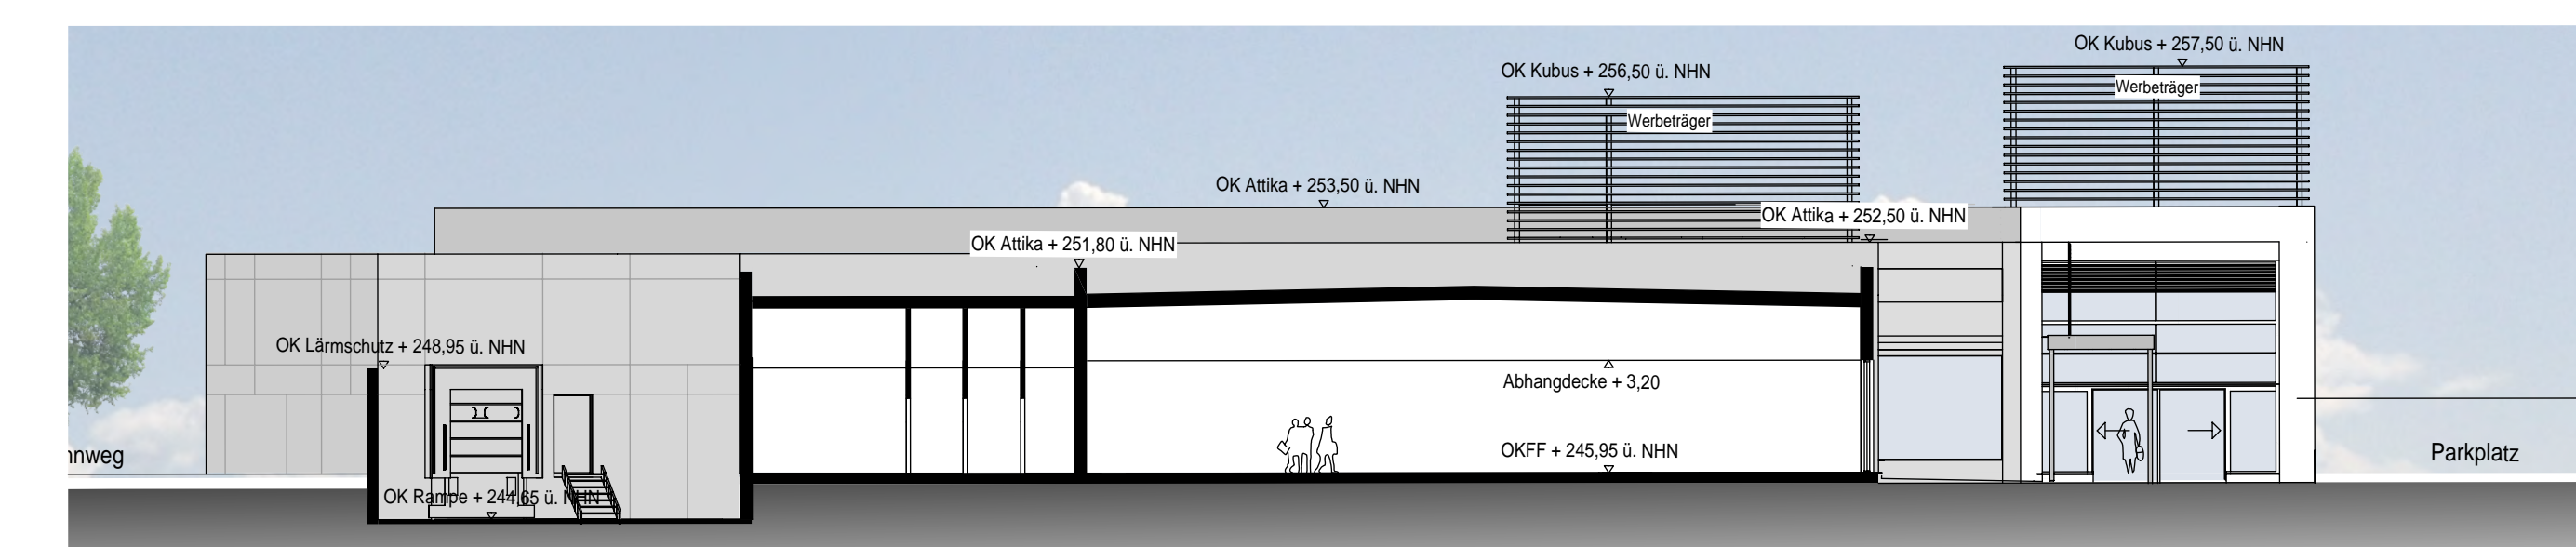 OK Kubus + 257,50 ü. NHN
OK Kubus + 256,50 ü. NHN
Werbeträger
Werbeträger
OK Attika + 253,50 ü. NHN
OK Attika + 252,50 ü. NHN
OK Attika + 251,80 ü. NHN
OK Lärmschutz + 248,95 ü. NHN
Abhangdecke + 3,20
OKFF + 245,95 ü. NHN
nnweg
Parkplatz
OK Rampe + 244,65 ü. NHN